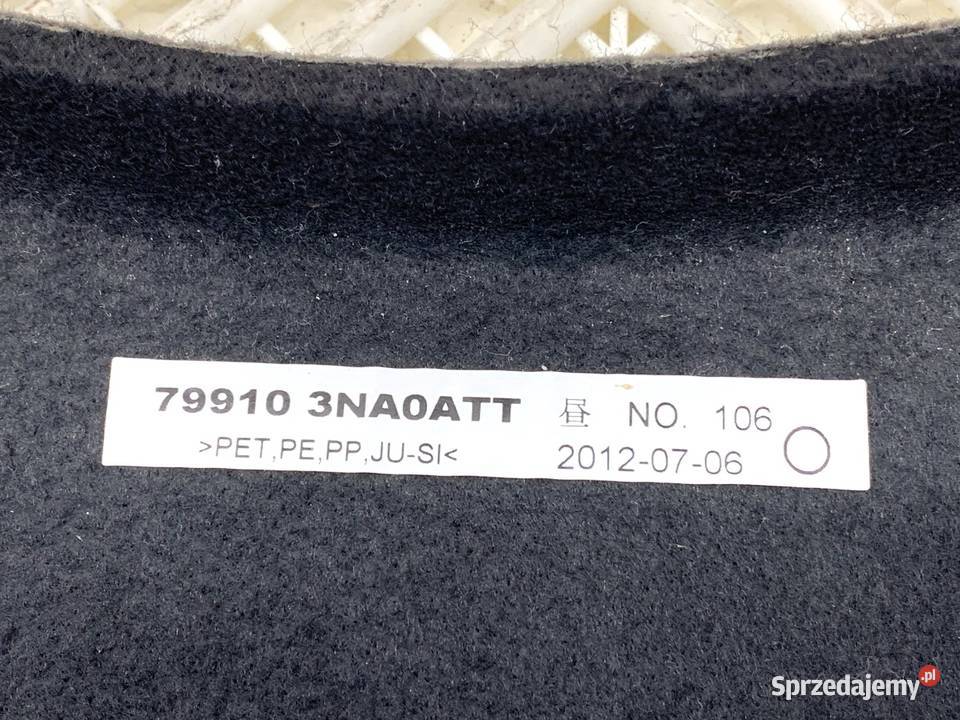 79910 3NA0ATT 昼 NO. 106
>PET,PE,PP,JU-SI< 2012-07-06
Sprzedajemy.pl